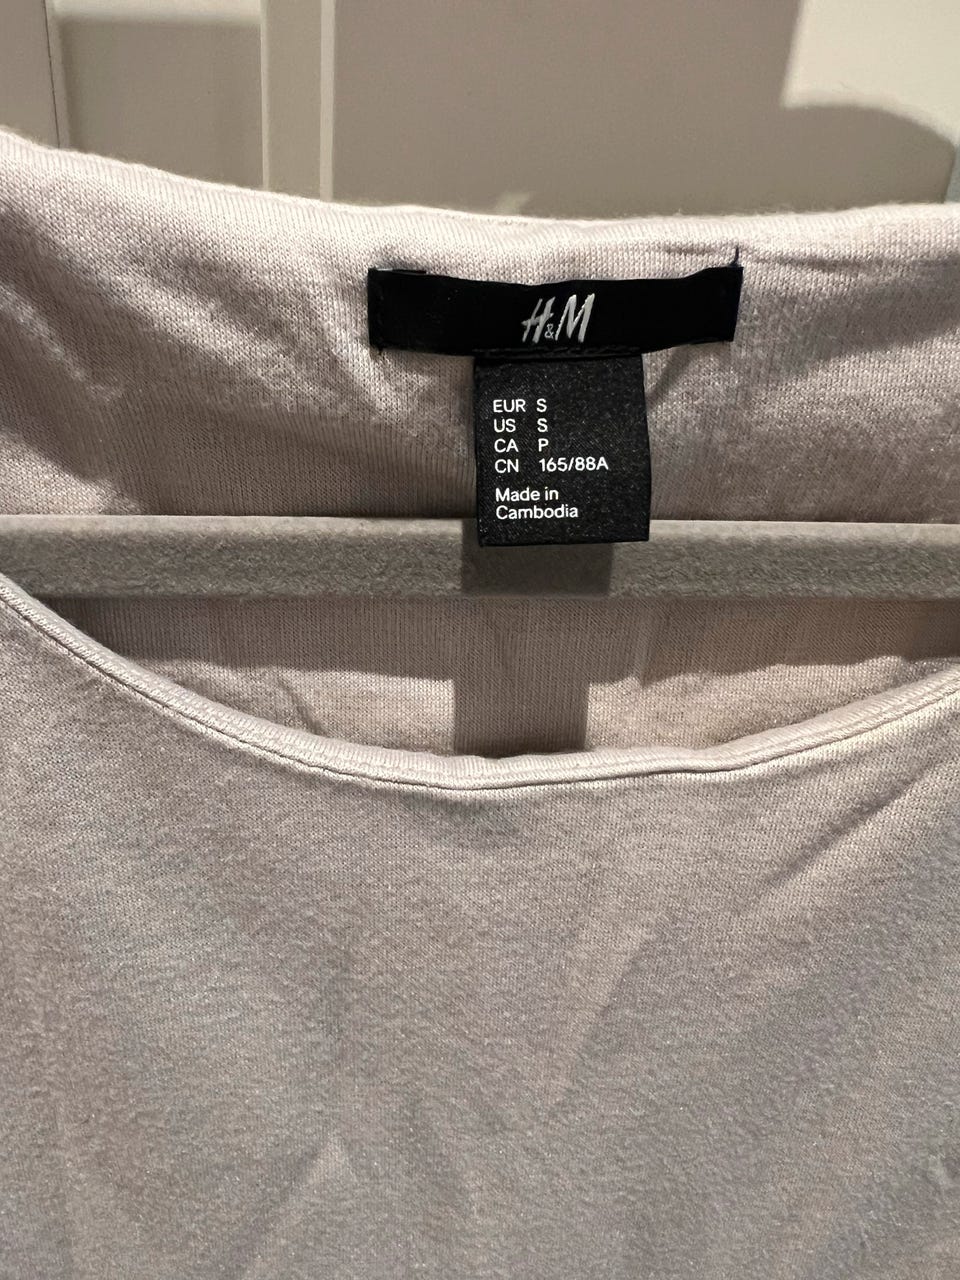 H&M
EUR S
US S
CA P
CN 165/88A
Made in
Cambodia